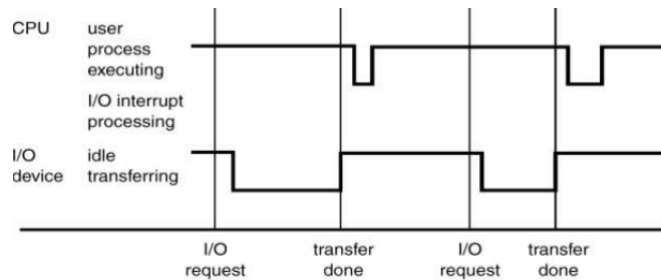 CPU user
process
executing
I/O interrupt
processing
I/O idle
device transferring
I/O transfer I/O transfer
request done request done